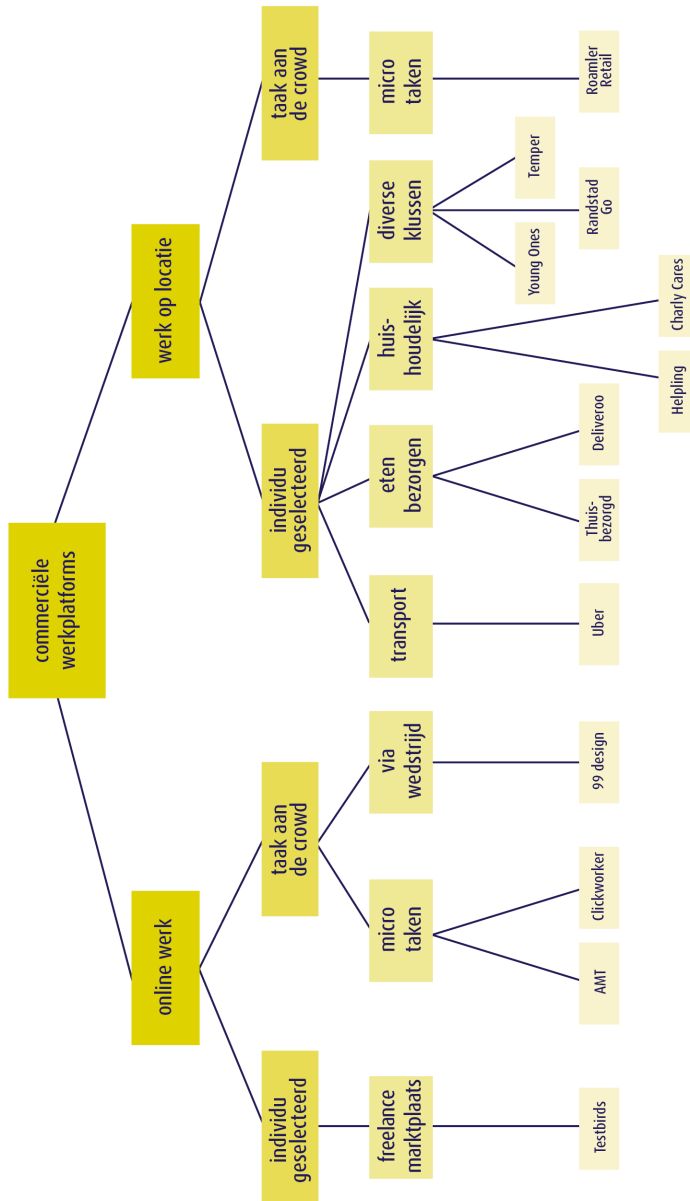 commerciële
werkplatforms
online werk
werk op locatie
individu
geselecteerd
taak aan
de crowd
individu
geselecteerd
taak aan
de crowd
freelance
marktplaats
micro
taken
via
wedstrijd
transport
eten
bezorgen
huis-
houdelijk
diverse
klussen
micro
taken
Testbirds
AMT
Clickworker
99 design
Uber
Thuis-
bezorgd
Deliveroo
Helpling
Charly Cares
Young Ones
Randstad
Go
Temper
Roamler
Retail